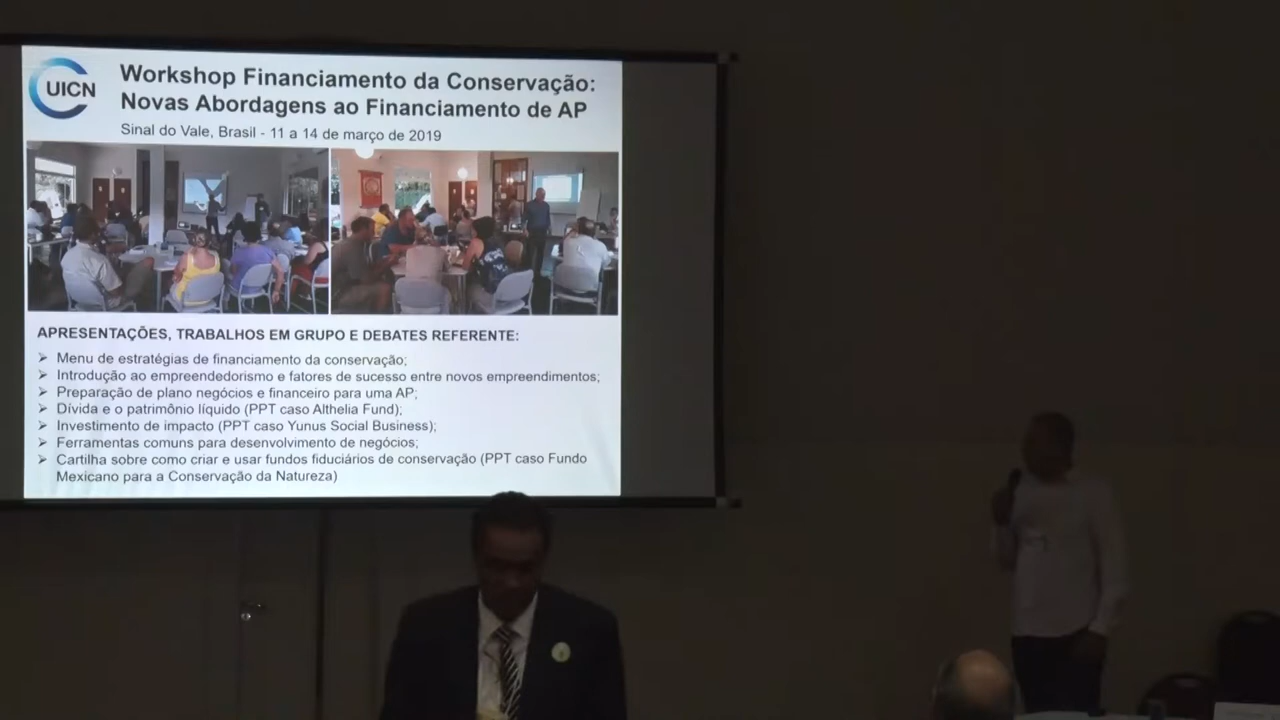 UICN
Workshop Financiamento da Conservação:
Novas Abordagens ao Financiamento de AP
Sinal do Vale, Brasil - 11 a 14 de março de 2019
APRESENTAÇÕES, TRABALHOS EM GRUPO E DEBATES REFERENTE:
➢ Menu de estratégias de financiamento da conservação;
➢ Introdução ao empreendedorismo e fatores de sucesso entre novos empreendimentos;
➢ Preparação de plano negócios e financeiro para uma AP;
➢ Dívida e o patrimônio líquido (PPT caso Althelia Fund);
➢ Investimento de impacto (PPT caso Yunus Social Business);
➢ Ferramentas comuns para desenvolvimento de negócios;
➢ Cartilha sobre como criar e usar fundos fiduciários de conservação (PPT caso Fundo
Mexicano para a Conservação da Natureza)